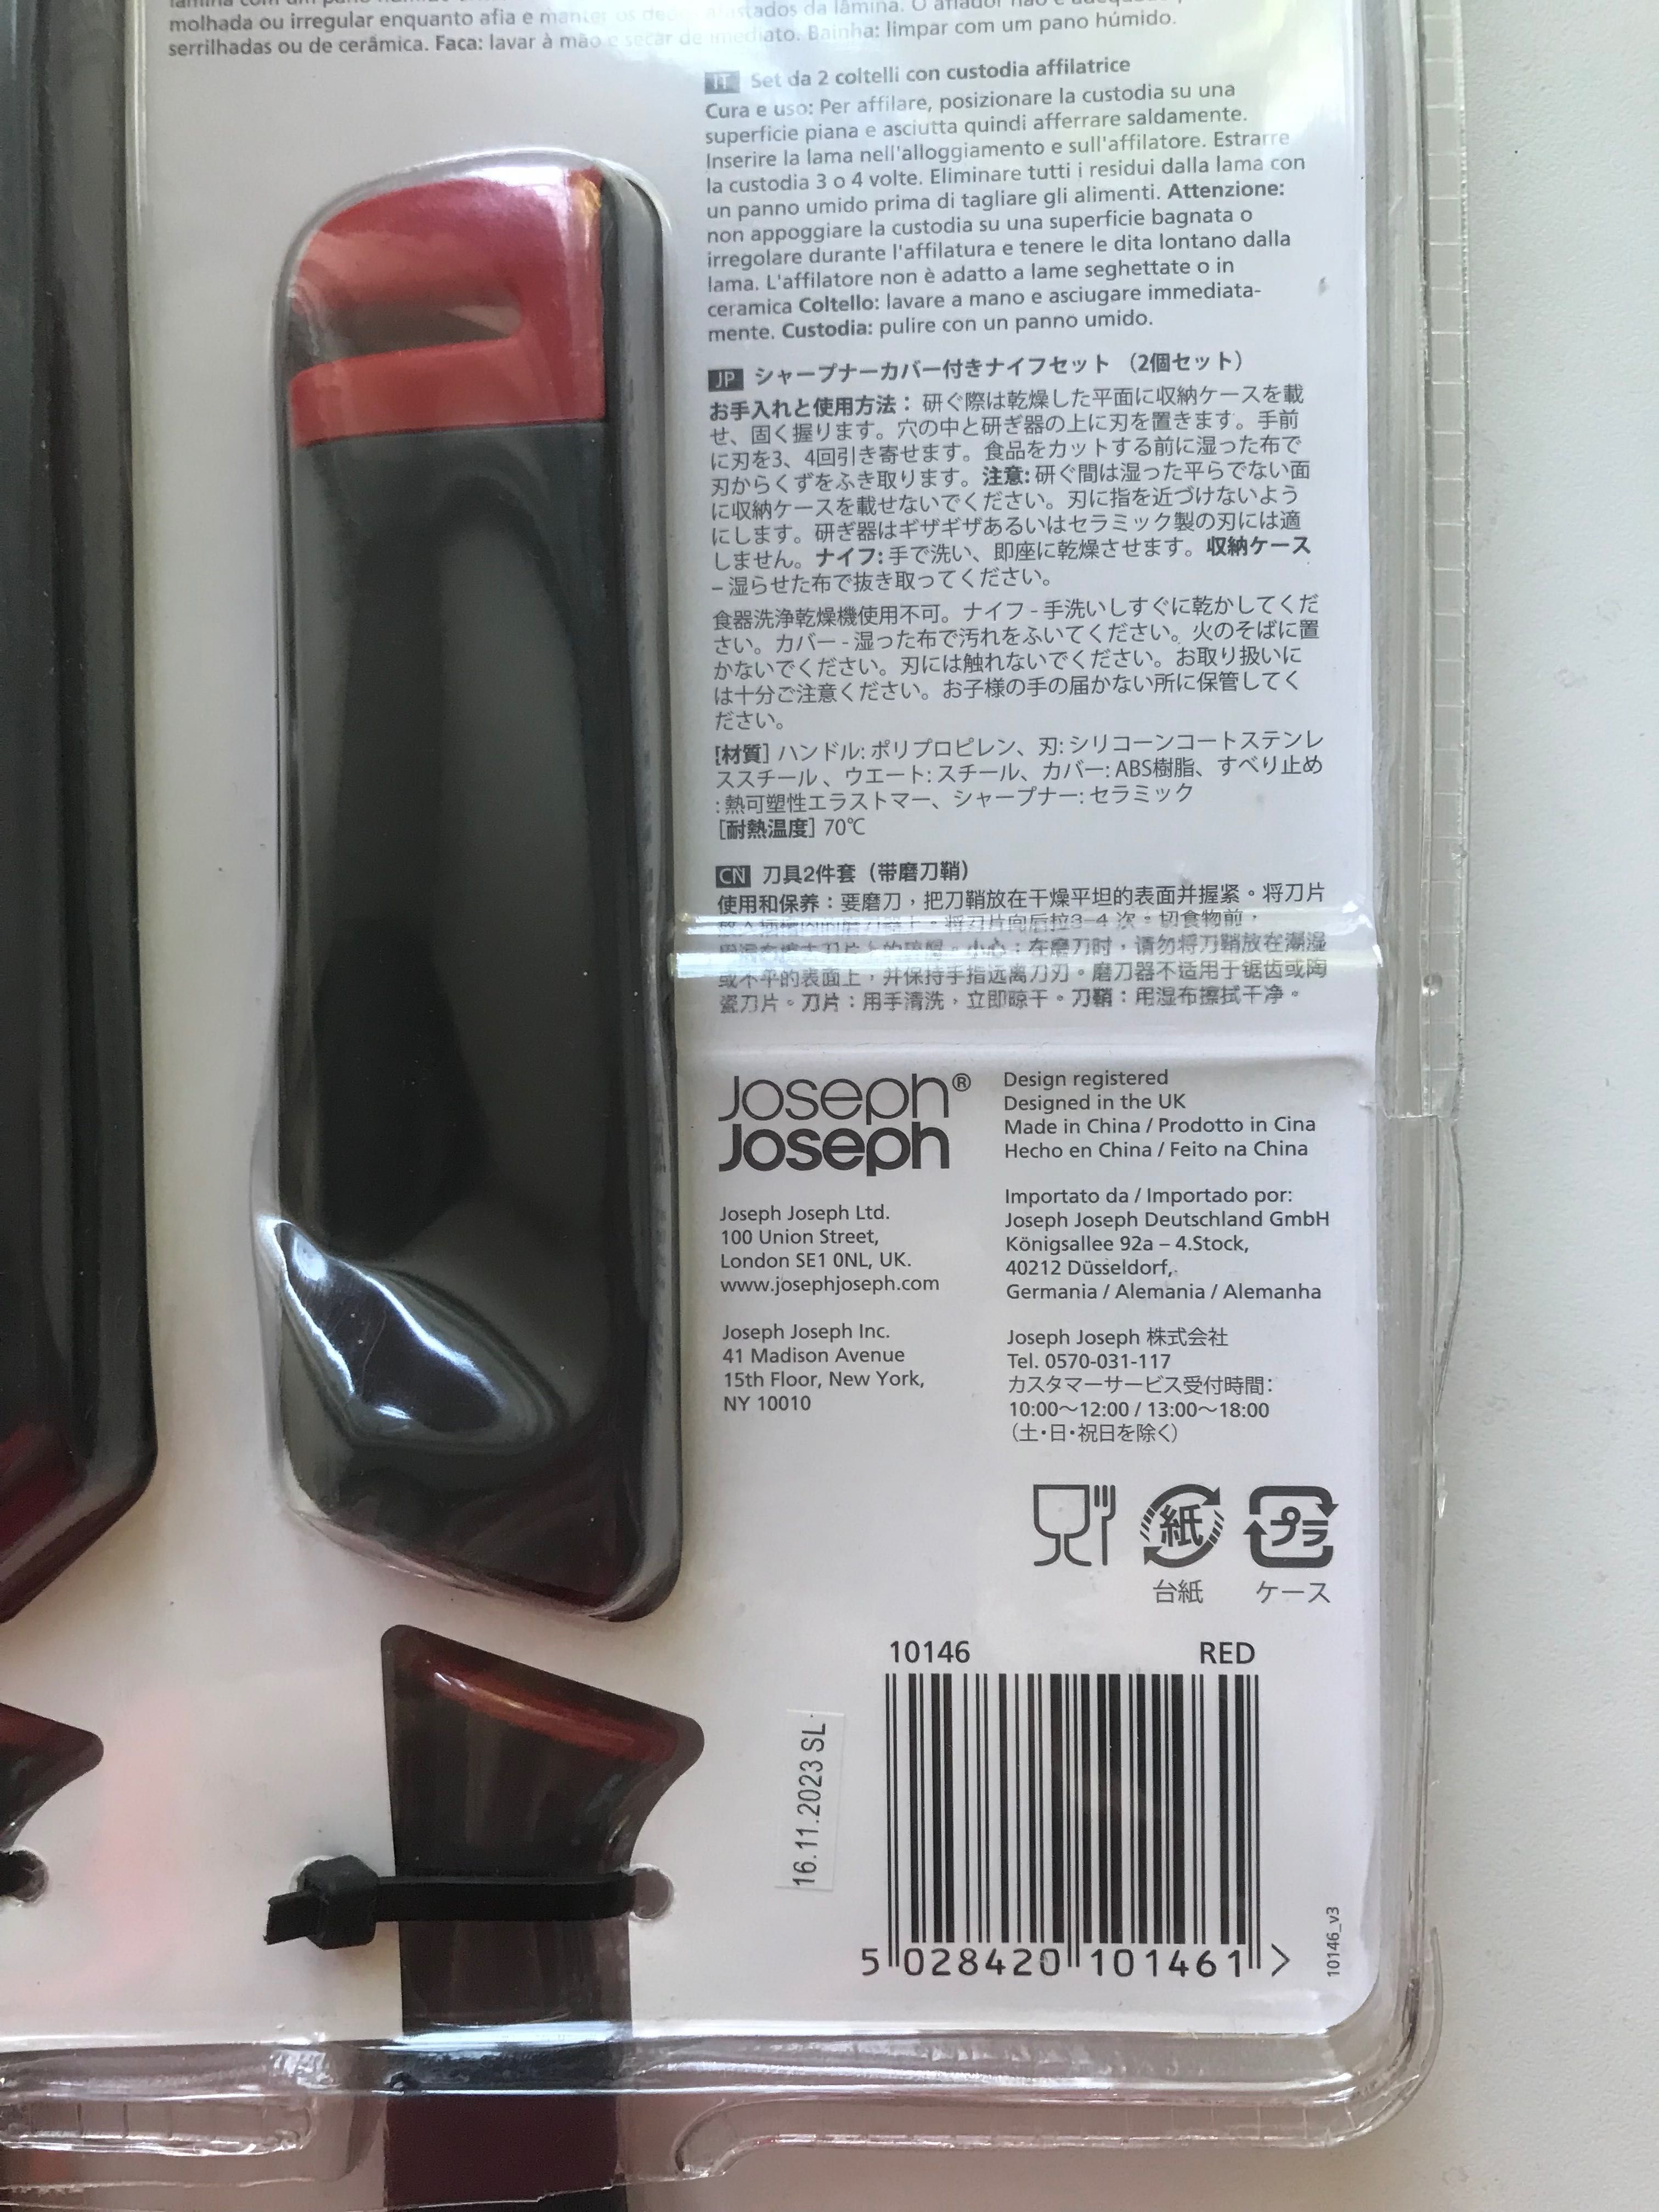 molhada ou irregular enquanto afia e manter os dedos afastados da lâmina. O afiador não é
serrilhadas ou de cerâmica. Faca: lavar à mão e secar de imediato. Bainha: limpar com um pano húmido.
IT Set da 2 coltelli con custodia affilatrice
Cura e uso: Per affilare, posizionare la custodia su una
superficie piana e asciutta quindi afferrare saldamente.
Inserire la lama nell'alloggiamento e sull'affilatore. Estrarre
la custodia 3 o 4 volte. Eliminare tutti i residui dalla lama con
un panno umido prima di tagliare gli alimenti. Attenzione:
non appoggiare la custodia su una superficie bagnata o
irregolare durante l'affilatura e tenere le dita lontano dalla
lama. L'affilatore non è adatto a lame seghettate o in
ceramica Coltello: lavare a mano e asciugare immediata-
mente. Custodia: pulire con un panno umido.
JP シャープナーカバー付きナイフセット （2個セット）
お手入れと使用方法： 研ぐ際は乾燥した平面に収納ケースを載
せ、固く握ります。穴の中と研ぎ器の上に刃を置きます。手前
に刃を3、4回引き寄せます。食品をカットする前に湿った布で
刃からくずをふき取ります。注意: 研ぐ間は湿った平らでない面
に収納ケースを載せないでください。刃に指を近づけないよう
にします。研ぎ器はギザギザあるいはセラミック製の刃には適
しません。ナイフ: 手で洗い、即座に乾燥させます。収納ケース
– 湿らせた布で抜き取ってください。
食器洗浄乾燥機使用不可。ナイフ - 手洗いしすぐに乾かしてくだ
さい。カバー - 湿った布で汚れをふいてください。火のそばに置
かないでください。刃には触れないでください。お取り扱いに
は十分ご注意ください。お子様の手の届かない所に保管してく
ださい。
[材質] ハンドル: ポリプロピレン、刃: シリコーンコートステンレ
ススチール 、ウエート: スチール、カバー: ABS樹脂、すべり止め
: 熱可塑性エラストマー、シャープナー: セラミック
[耐熱温度] 70℃
CN 刀具2件套（带磨刀鞘）
使用和保养：要磨刀，把刀鞘放在干燥平坦的表面并握紧。将刀片
上。将刀片向后拉3-4 次。切食物前，
小心：在磨刀时，请勿将刀鞘放在潮湿
或不平的表面上，并保持手指远离刀刃。磨刀器不适用于锯齿或陶
瓷刀片。刀片：用手清洗，立即晾干。刀鞘：用湿布擦拭干净。
Joseph®
Joseph
Joseph Joseph Ltd.
100 Union Street,
London SE1 0NL, UK.
www.josephjoseph.com
Joseph Joseph Inc.
41 Madison Avenue
15th Floor, New York,
NY 10010
Design registered
Designed in the UK
Made in China / Prodotto in Cina
Hecho en China / Feito na China
Importato da / Importado por:
Joseph Joseph Deutschland GmbH
Königsallee 92a – 4.Stock,
40212 Düsseldorf,
Germania / Alemania / Alemanha
Joseph Joseph 株式会社
Tel. 0570-031-117
カスタマーサービス受付時間:
10:00〜12:00 / 13:00〜18:00
（土・日・祝日を除く）
紙
プラ
台紙
ケース
10146 RED
16.11.2023 SL
5 028420 101461 >
10146_v3